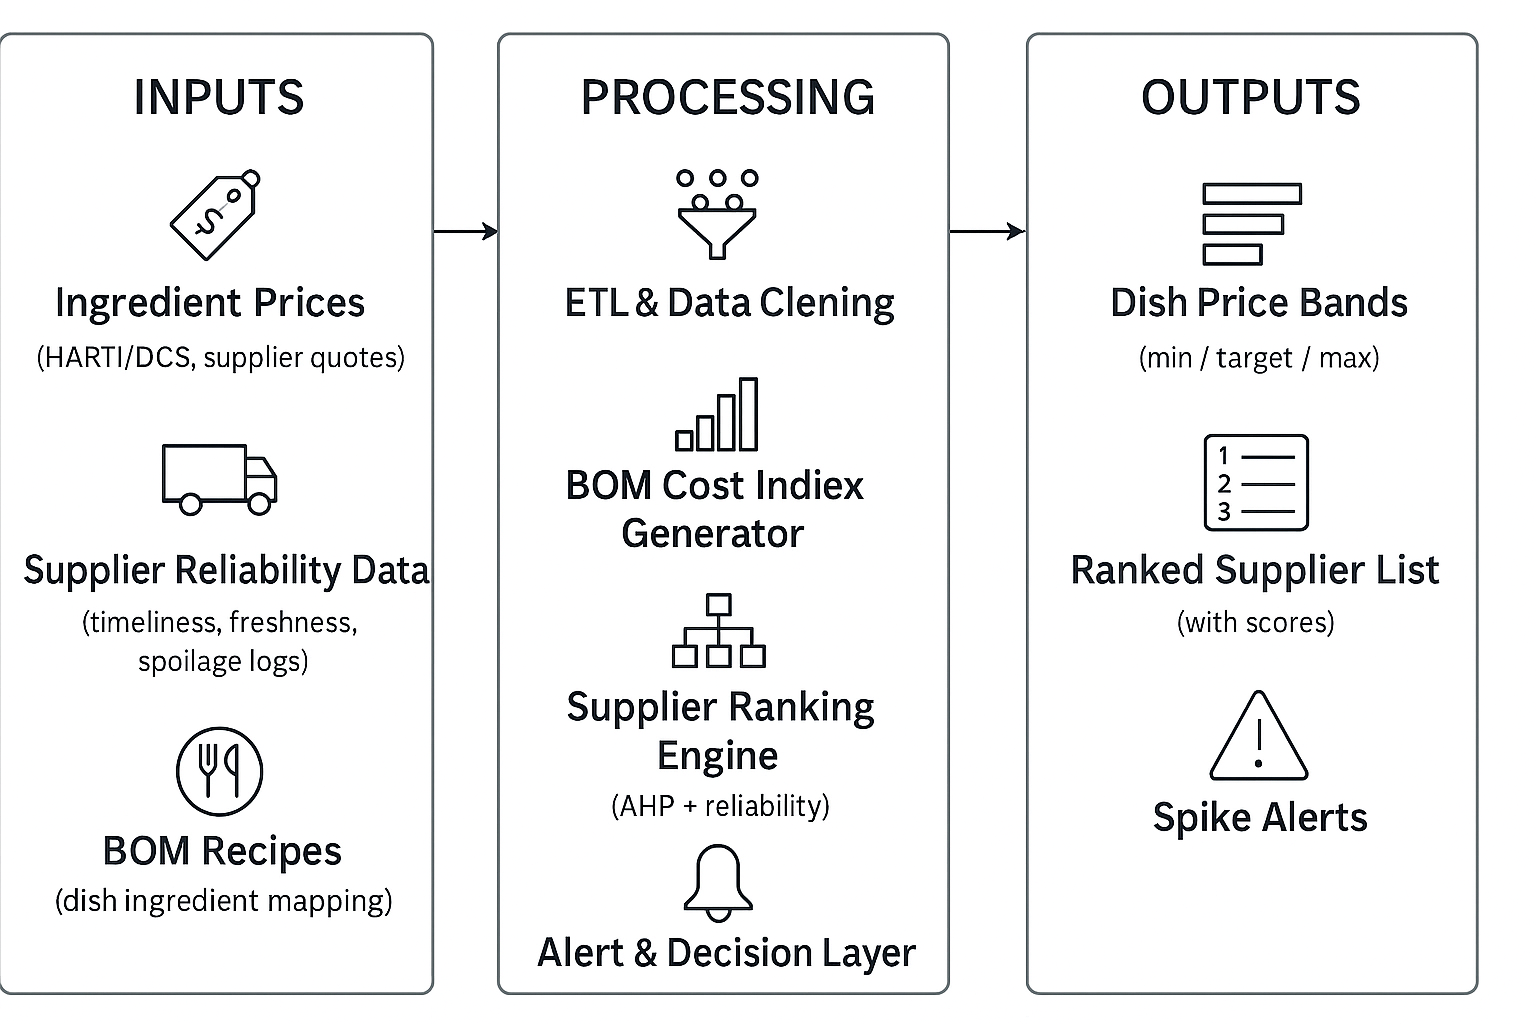 INPUTS
$
Ingredient Prices
(HARTI/DCS, supplier quotes)
Supplier Reliability Data
(timeliness, freshness,
spoilage logs)
BOM Recipes
(dish ingredient mapping)
PROCESSING
ETL & Data Clening
BOM Cost Indiex
Generator
Supplier Ranking
Engine
(AHP + reliability)
Alert & Decision Layer
OUTPUTS
Dish Price Bands
(min / target / max)
1
2
3
Ranked Supplier List
(with scores)
!
Spike Alerts